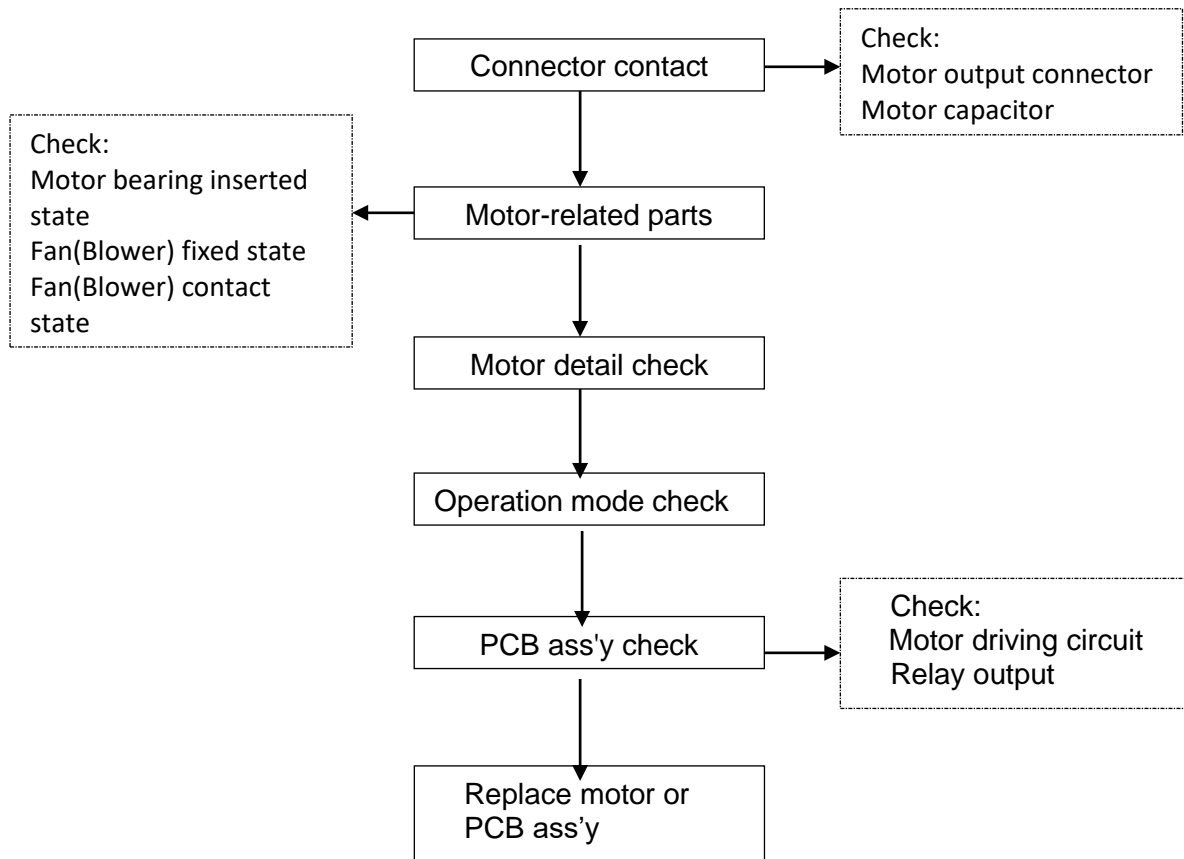 Connector contact
Check:
Motor output connector
Motor capacitor
Check:
Motor bearing inserted
state
Fan(Blower) fixed state
Fan(Blower) contact
state
Motor-related parts
Motor detail check
Operation mode check
PCB ass'y check
Check:
Motor driving circuit
Relay output
Replace motor or
PCB ass’y